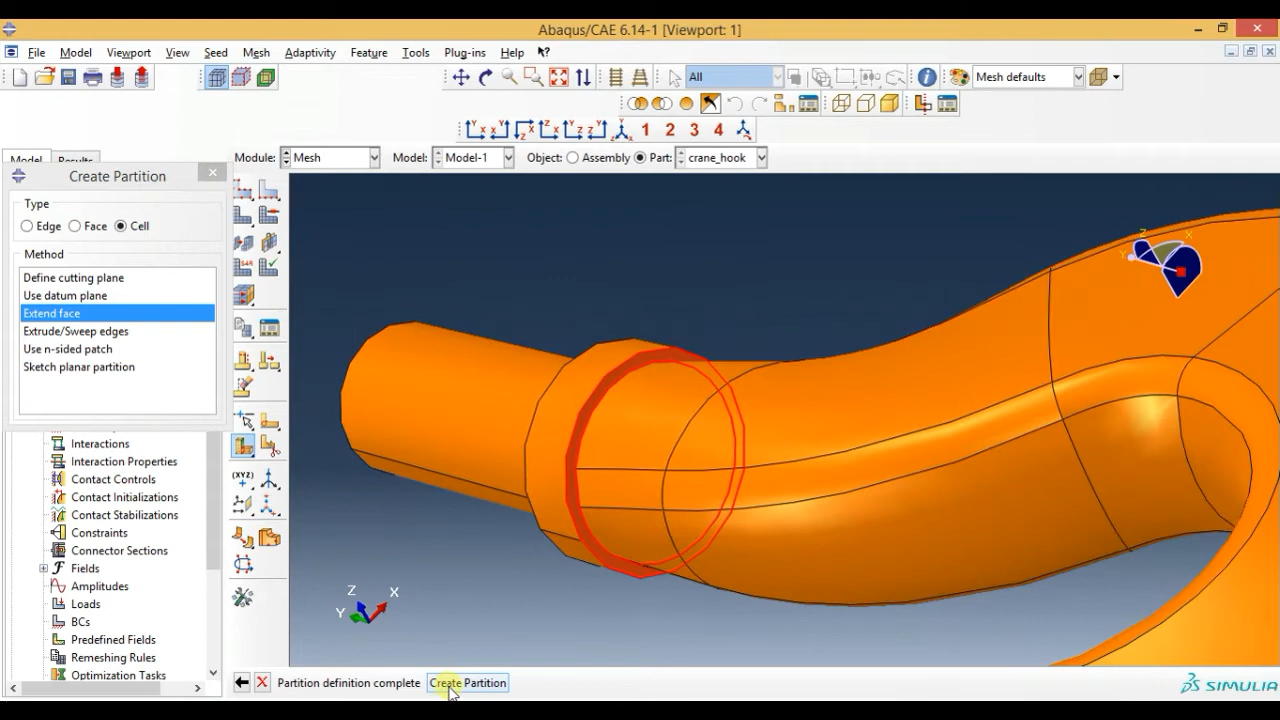 Abaqus/CAE 6.14-1 [Viewport: 1]
File Model Viewport View Seed Mesh Adaptivity Feature Tools Plug-ins Help
All
Mesh defaults
1 2 3 4
Model Results
Module: Mesh Model: Model-1 Object: Assembly Part: crane_hook
Create Partition
Type
Edge Face Cell
Method
Define cutting plane
Use datum plane
Extend face
Extrude/Sweep edges
Use n-sided patch
Sketch planar partition
Interactions
Interaction Properties
Contact Controls
Contact Initializations
Contact Stabilizations
Constraints
Connector Sections
Fields
Amplitudes
Loads
BCs
Predefined Fields
Remeshing Rules
Optimization Tasks
(XYZ)
Z X Y
Z X Y
Partition definition complete Create Partition
SIMULIA